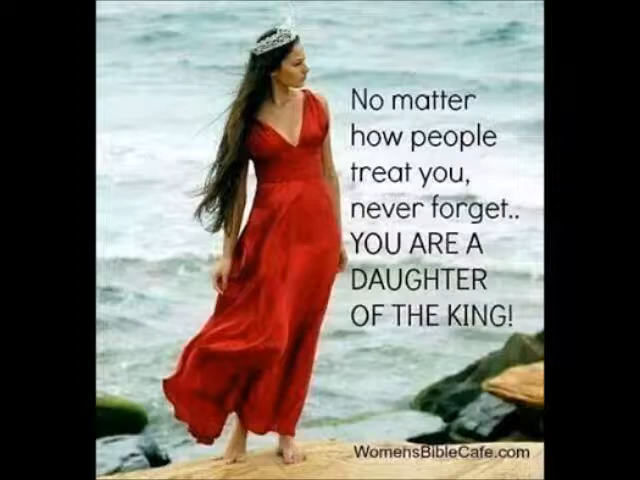 No matter
how people
treat you,
never forget..
YOU ARE A
DAUGHTER
OF THE KING!
WomensBibleCafe.com